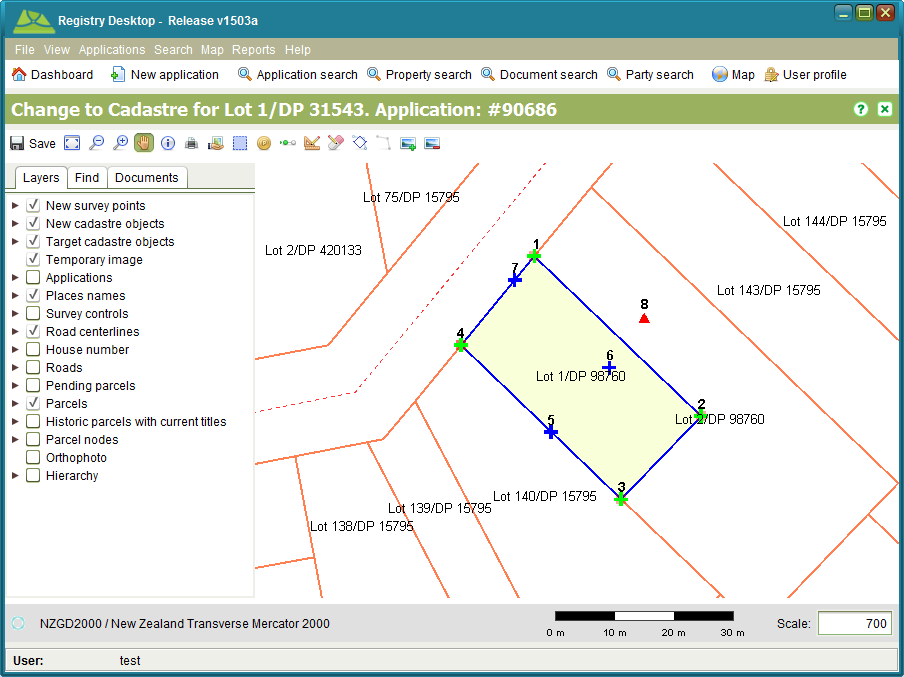 Registry Desktop - Release v1503a
File View Applications Search Map Reports Help
Dashboard New application Application search Property search Document search Party search Map User profile
Change to Cadastre for Lot 1/DP 31543. Application: #90686
Save
Layers Find Documents
New survey points
New cadastre objects
Target cadastre objects
Temporary image
Applications
Places names
Survey controls
Road centerlines
House number
Roads
Pending parcels
Parcels
Historic parcels with current titles
Parcel nodes
Orthophoto
Hierarchy
Lot 75/DP 15795
Lot 144/DP 15795
1
Lot 2/DP 420133
7
Lot 143/DP 15795
8
4
6
Lot 1/DP 98760
2
5
Lot 2/DP 98760
3
Lot 140/DP 15795
Lot 139/DP 15795
Lot 138/DP 15795
NZGD2000 / New Zealand Transverse Mercator 2000
0 m 10 m 20 m 30 m
Scale: 700
User: test